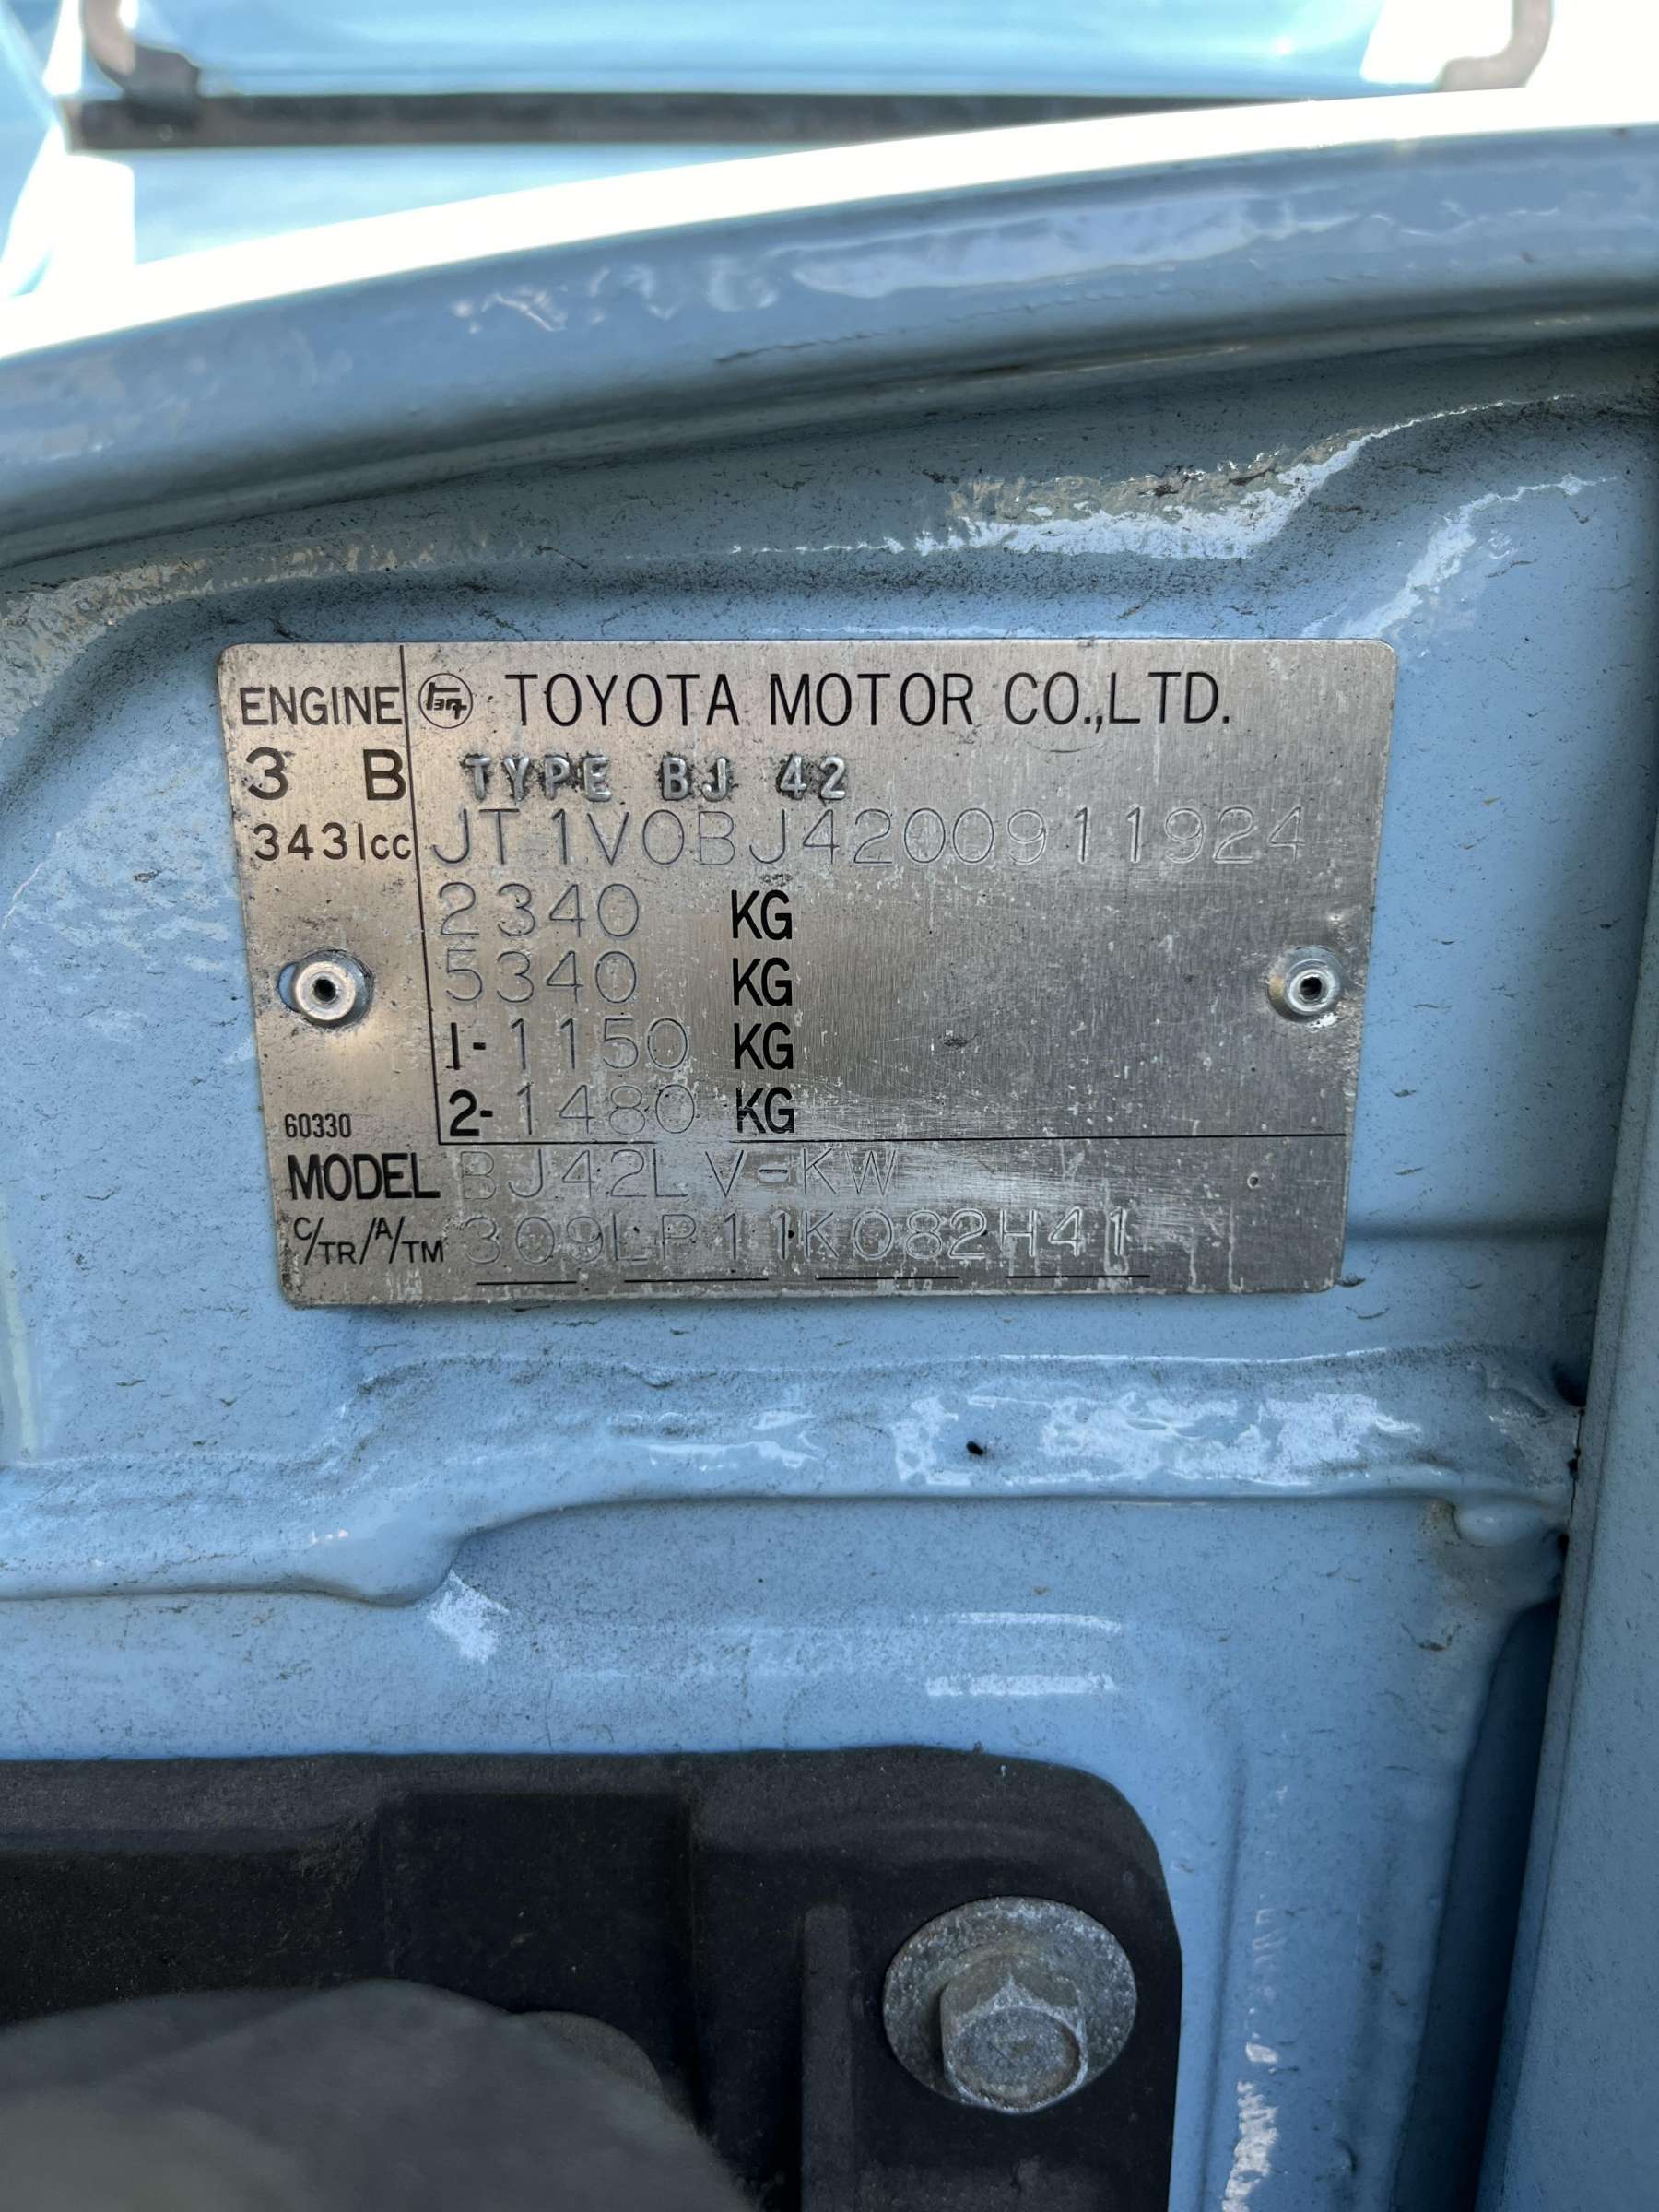 ENGINE TOYOTA MOTOR CO.,LTD.
3 B TYPE BJ 42
3431cc JT1V0BJ4200911924
2340 KG
5340 KG
1- 1150 KG
2- 1480 KG
60330
MODEL BJ42LV-KW
C/TR/A/TM 309LP11K082H41